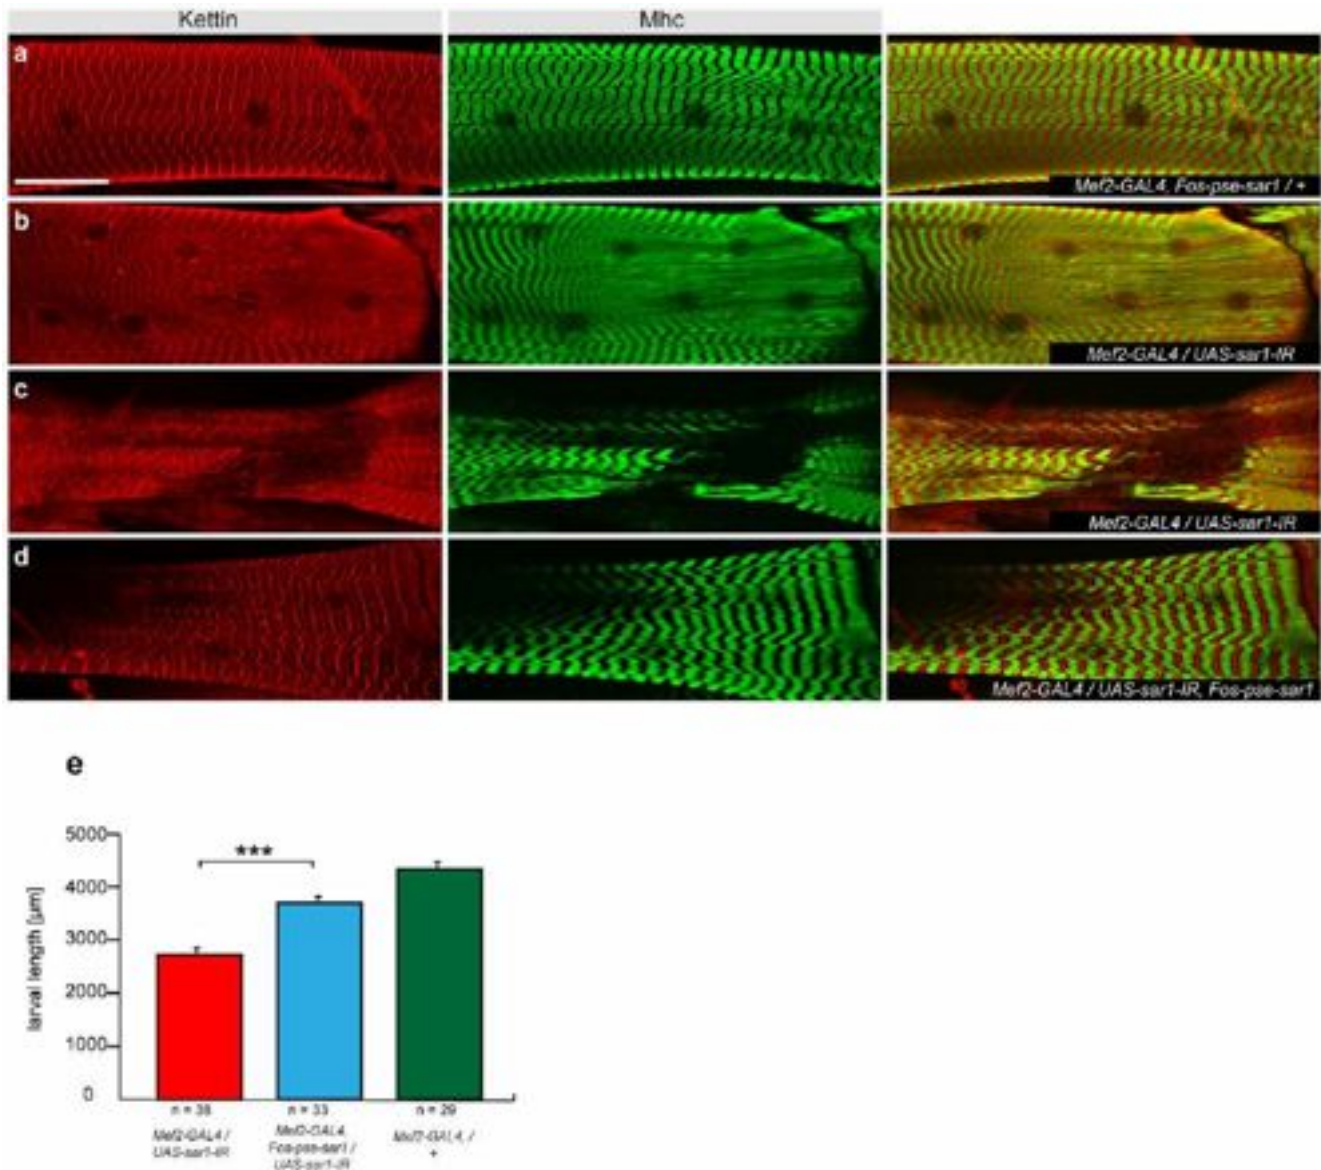 Kettin Mhc
a
Mef2-GAL4, Fos-pse-sar1 / +
b
Mef2-GAL4 / UAS-sar1-IR
c
Mef2-GAL4 / UAS-sar1-IR
d
Mef2-GAL4 / UAS-sar1-IR, Fos-pse-sar1
e
5000
4000
3000
2000
1000
0
larval length [µm]
***
n = 38 n = 33 n = 29
Mef2-GAL4 / Mef2-GAL4, Mef2-GAL4, /
UAS-sar1-IR Fos-pse-sar1 / +
UAS-sar1-IR